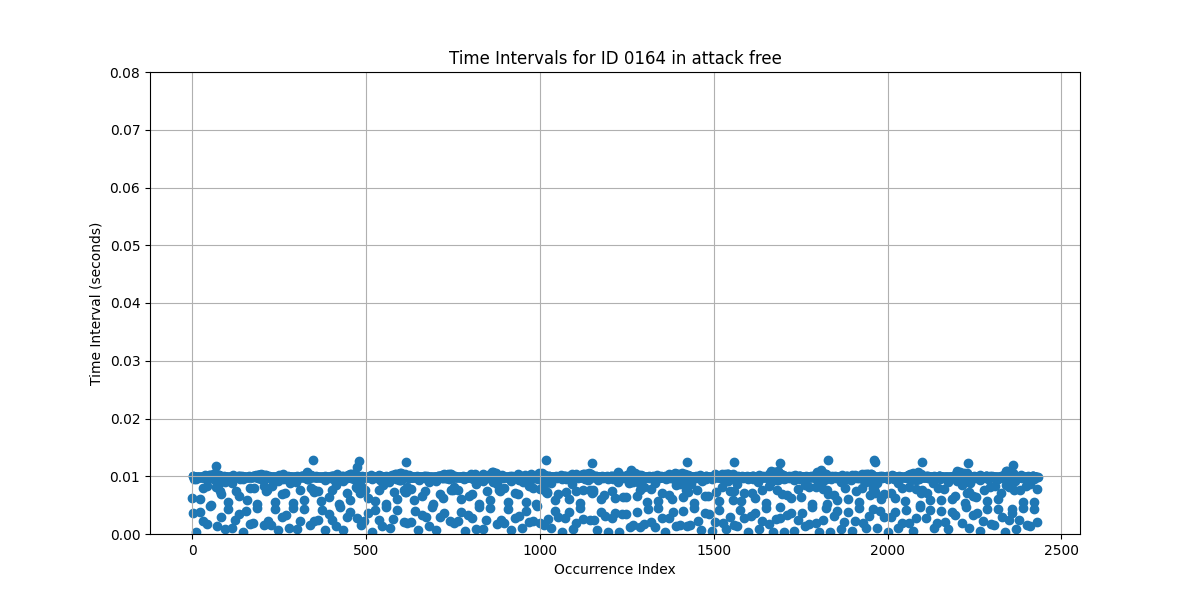 Time Intervals for ID 0164 in attack free
0.08
0.07
0.06
0.05
0.04
0.03
0.02
0.01
0.00
Time Interval (seconds)
0 500 1000 1500 2000 2500
Occurrence Index